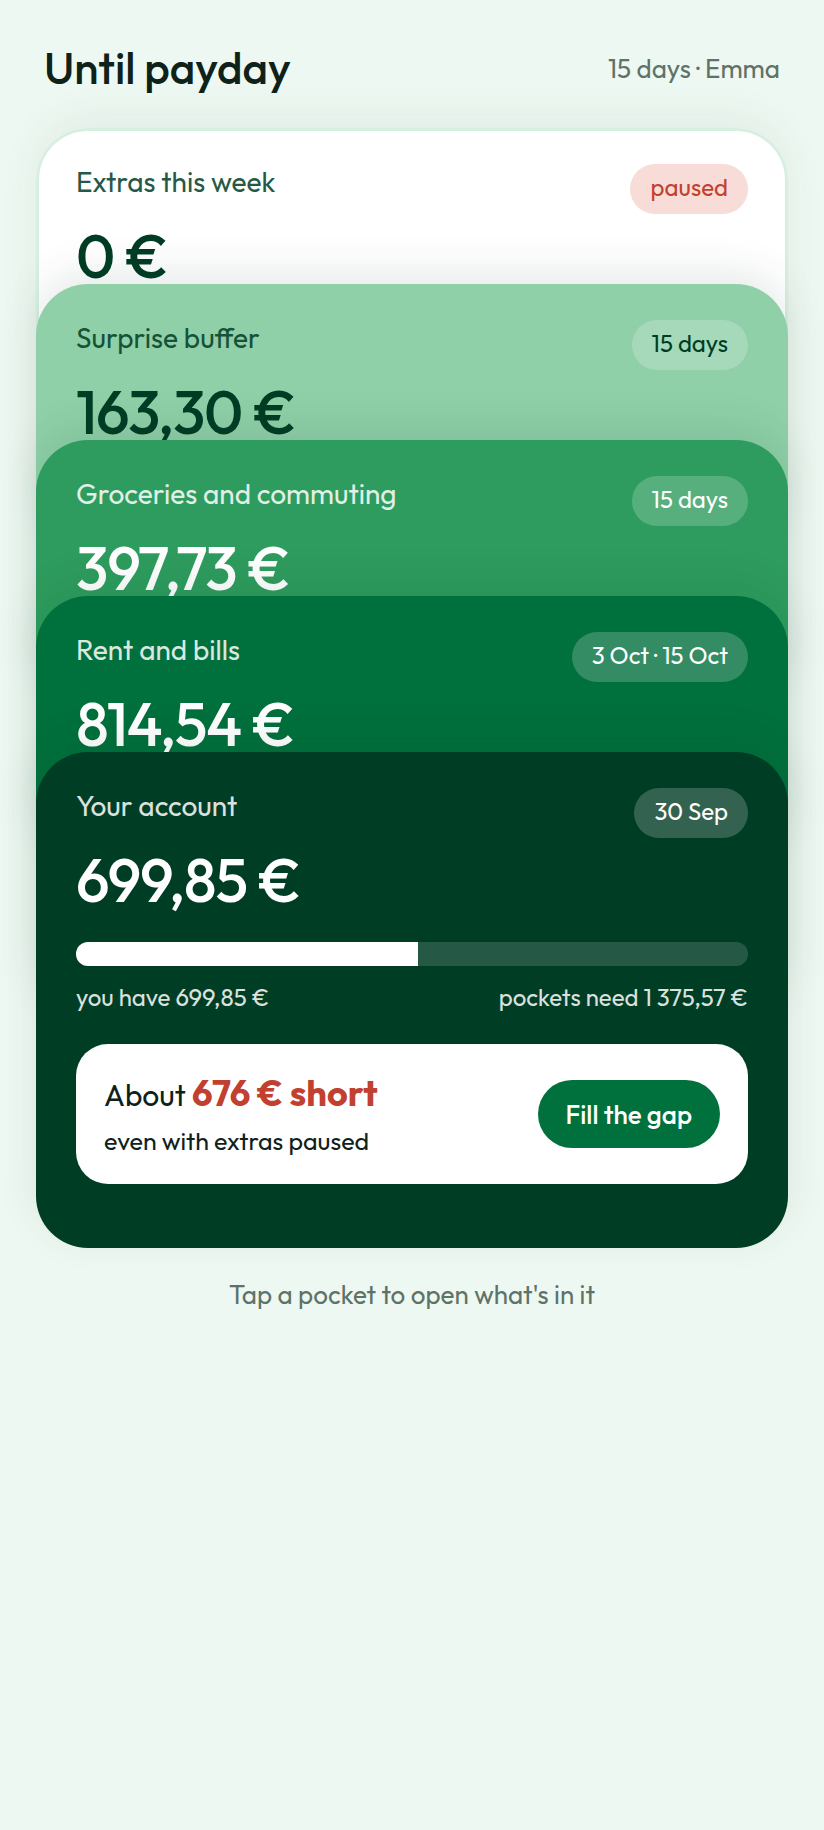 Until payday
15 days · Emma
Extras this week
paused
0 €
Surprise buffer
15 days
163,30 €
Groceries and commuting
15 days
397,73 €
Rent and bills
3 Oct · 15 Oct
814,54 €
Your account
30 Sep
699,85 €
you have 699,85 €
pockets need 1 375,57 €
About 676 € short
even with extras paused
Fill the gap
Tap a pocket to open what's in it